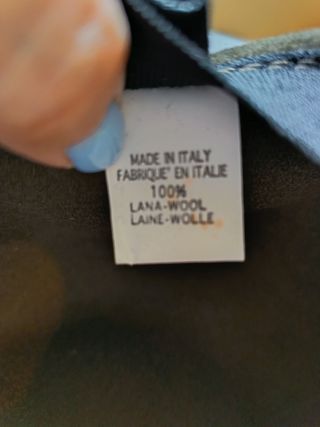 MADE IN ITALY
FABRIQUE' EN ITALIE
100%
LANA-WOOL
LAINE-WOLLE